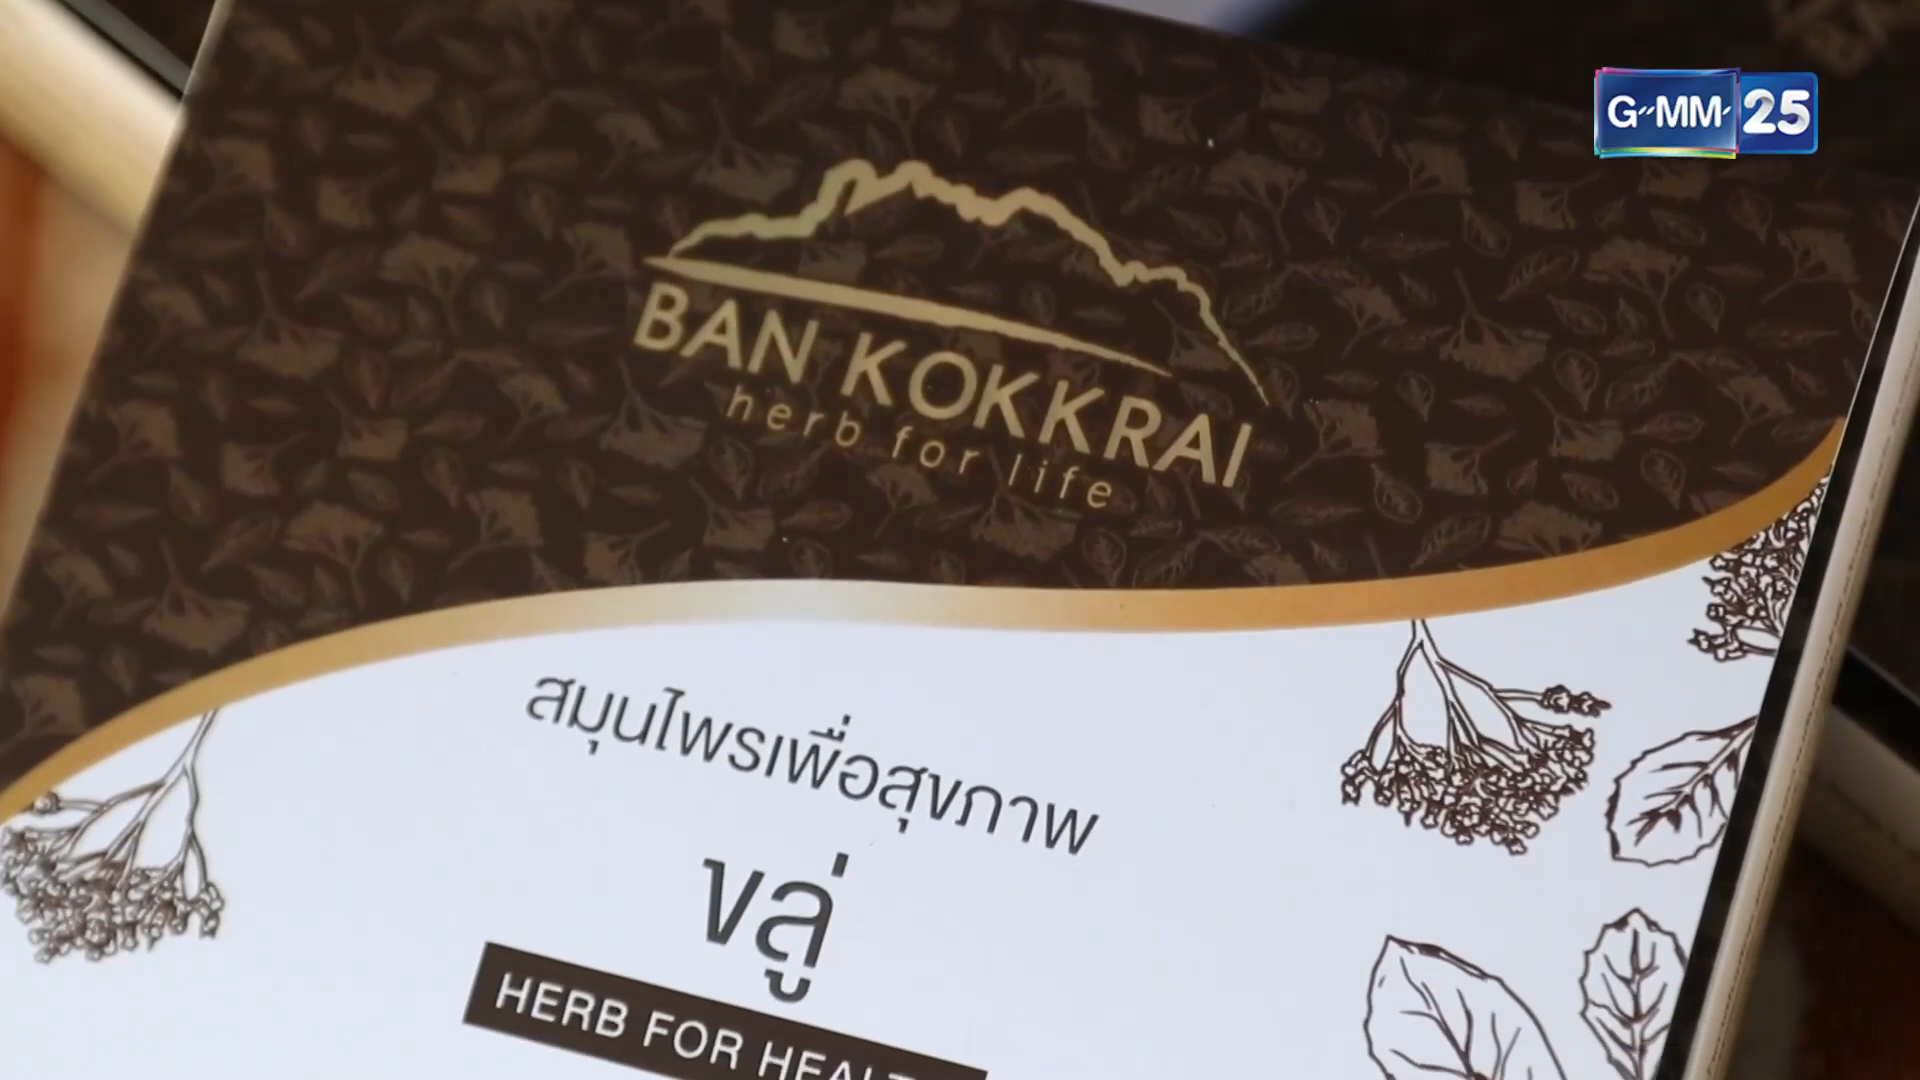 GMM 25
BAN KOKKRAI
herb for life
สมุนไพรเพื่อสุขภาพ
ขลู่
HERB FOR